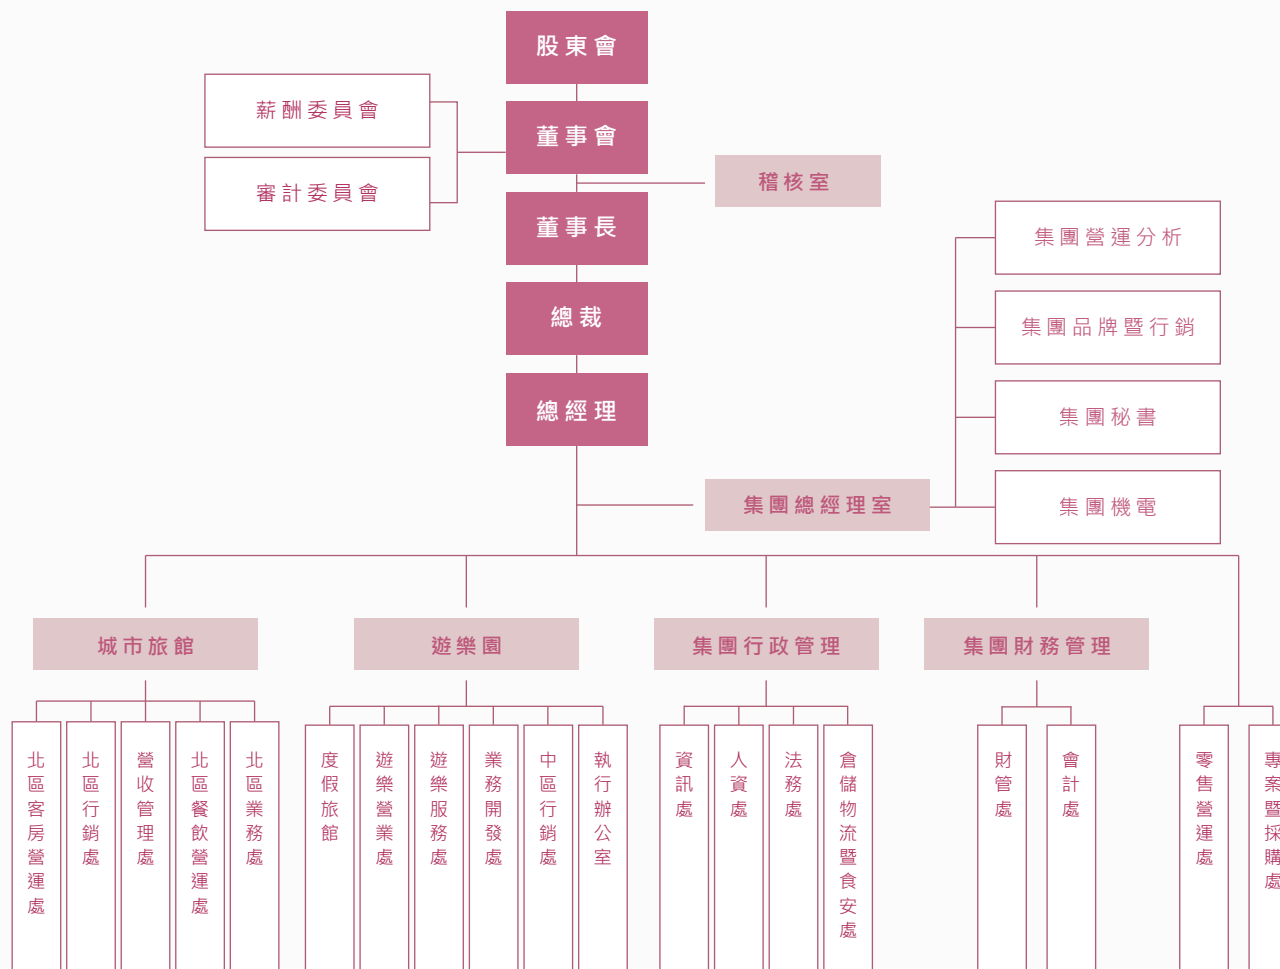 股東會
薪酬委員會
董事會
審計委員會
稽核室
董事長
集團營運分析
總裁
集團品牌暨行銷
總經理
集團秘書
集團總經理室
集團機電
城市旅館
遊樂園
集團行政管理
集團財務管理
北區客房營運處
北區行銷處
營收管理處
北區餐飲營運處
北區業務處
度假旅館
遊樂營業處
遊樂服務處
業務開發處
中區行銷處
執行辦公室
資訊處
人資處
法務處
倉儲物流暨食安處
財管處
會計處
零售營運處
專案暨採購處